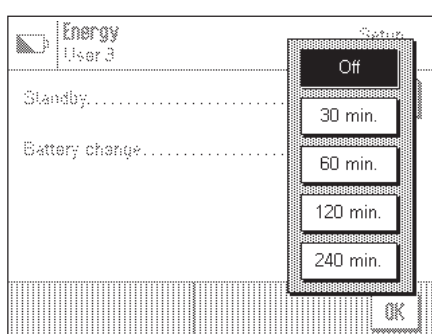 Energy
User 3
Setup
Standby......................
Battery change.................
Off
30 min.
60 min.
120 min.
240 min.
OK